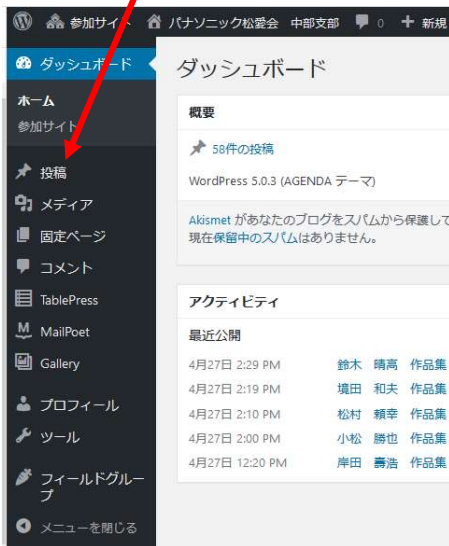 参加サイト パナソニック松愛会 中部支部 0 + 新規
ダッシュボード
ホーム
参加サイト
投稿
メディア
固定ページ
コメント
TablePress
MailPoet
Gallery
プロフィール
ツール
フィールドグルー
プ
メニューを閉じる
ダッシュボード
概要
58件の投稿
WordPress 5.0.3 (AGENDA テーマ)
Akismet があなたのブログをスパムから保護して
現在保留中のスパムはありません。
アクティビティ
最近公開
4月27日 2:29 PM 鈴木 晴高 作品集
4月27日 2:19 PM 境田 和夫 作品集
4月27日 2:10 PM 松村 頼幸 作品集
4月27日 2:00 PM 小松 勝也 作品集
4月27日 12:20 PM 岸田 壽浩 作品集